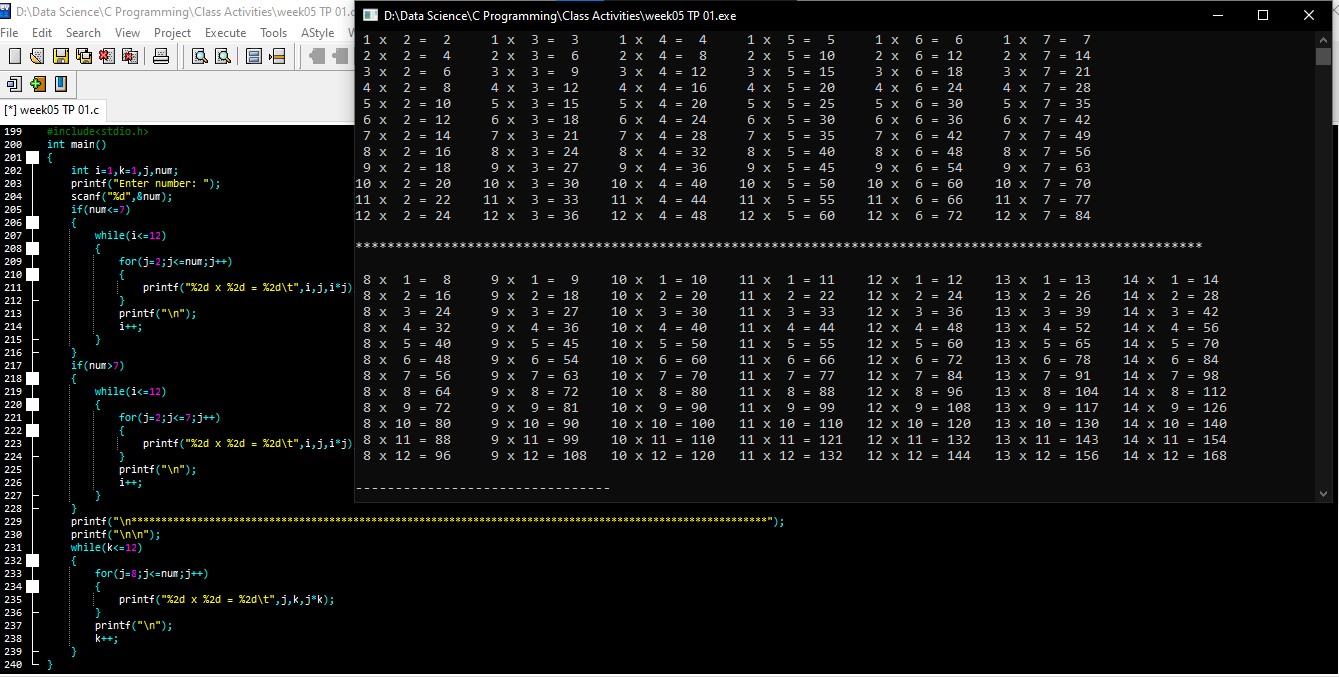 D:\Data Science\C Programming\Class Activities\week05 TP 01.c
File Edit Search View Project Execute Tools AStyle
[*] week05 TP 01.c
199 #include<stdio.h>
200 int main()
201 {
202 int i=1,k=1,j,num;
203 printf("Enter number: ");
204 scanf("%d",&num);
205 if(num<=7)
206 {
207 while(i<=12)
208 {
209 for(j=2;j<=num;j++)
210 {
211 printf("%2d x %2d = %2d\t",i,j,i*j)
212 }
213 printf("\n");
214 i++;
215 }
216 }
217 if(num>7)
218 {
219 while(i<=12)
220 {
221 for(j=2;j<=7;j++)
222 {
223 printf("%2d x %2d = %2d\t",i,j,i*j)
224 }
225 printf("\n");
226 i++;
227 }
228 }
229 printf("\n**********************************************************************************************************");
230 printf("\n\n");
231 while(k<=12)
232 {
233 for(j=8;j<=num;j++)
234 {
235 printf("%2d x %2d = %2d\t",j,k,j*k);
236 }
237 printf("\n");
238 k++;
239 }
240 }
D:\Data Science\C Programming\Class Activities\week05 TP 01.exe
1 x 2 = 2 1 x 3 = 3 1 x 4 = 4 1 x 5 = 5 1 x 6 = 6 1 x 7 = 7
2 x 2 = 4 2 x 3 = 6 2 x 4 = 8 2 x 5 = 10 2 x 6 = 12 2 x 7 = 14
3 x 2 = 6 3 x 3 = 9 3 x 4 = 12 3 x 5 = 15 3 x 6 = 18 3 x 7 = 21
4 x 2 = 8 4 x 3 = 12 4 x 4 = 16 4 x 5 = 20 4 x 6 = 24 4 x 7 = 28
5 x 2 = 10 5 x 3 = 15 5 x 4 = 20 5 x 5 = 25 5 x 6 = 30 5 x 7 = 35
6 x 2 = 12 6 x 3 = 18 6 x 4 = 24 6 x 5 = 30 6 x 6 = 36 6 x 7 = 42
7 x 2 = 14 7 x 3 = 21 7 x 4 = 28 7 x 5 = 35 7 x 6 = 42 7 x 7 = 49
8 x 2 = 16 8 x 3 = 24 8 x 4 = 32 8 x 5 = 40 8 x 6 = 48 8 x 7 = 56
9 x 2 = 18 9 x 3 = 27 9 x 4 = 36 9 x 5 = 45 9 x 6 = 54 9 x 7 = 63
10 x 2 = 20 10 x 3 = 30 10 x 4 = 40 10 x 5 = 50 10 x 6 = 60 10 x 7 = 70
11 x 2 = 22 11 x 3 = 33 11 x 4 = 44 11 x 5 = 55 11 x 6 = 66 11 x 7 = 77
12 x 2 = 24 12 x 3 = 36 12 x 4 = 48 12 x 5 = 60 12 x 6 = 72 12 x 7 = 84
**********************************************************************************************************
8 x 1 = 8 9 x 1 = 9 10 x 1 = 10 11 x 1 = 11 12 x 1 = 12 13 x 1 = 13 14 x 1 = 14
8 x 2 = 16 9 x 2 = 18 10 x 2 = 20 11 x 2 = 22 12 x 2 = 24 13 x 2 = 26 14 x 2 = 28
8 x 3 = 24 9 x 3 = 27 10 x 3 = 30 11 x 3 = 33 12 x 3 = 36 13 x 3 = 39 14 x 3 = 42
8 x 4 = 32 9 x 4 = 36 10 x 4 = 40 11 x 4 = 44 12 x 4 = 48 13 x 4 = 52 14 x 4 = 56
8 x 5 = 40 9 x 5 = 45 10 x 5 = 50 11 x 5 = 55 12 x 5 = 60 13 x 5 = 65 14 x 5 = 70
8 x 6 = 48 9 x 6 = 54 10 x 6 = 60 11 x 6 = 66 12 x 6 = 72 13 x 6 = 78 14 x 6 = 84
8 x 7 = 56 9 x 7 = 63 10 x 7 = 70 11 x 7 = 77 12 x 7 = 84 13 x 7 = 91 14 x 7 = 98
8 x 8 = 64 9 x 8 = 72 10 x 8 = 80 11 x 8 = 88 12 x 8 = 96 13 x 8 = 104 14 x 8 = 112
8 x 9 = 72 9 x 9 = 81 10 x 9 = 90 11 x 9 = 99 12 x 9 = 108 13 x 9 = 117 14 x 9 = 126
8 x 10 = 80 9 x 10 = 90 10 x 10 = 100 11 x 10 = 110 12 x 10 = 120 13 x 10 = 130 14 x 10 = 140
8 x 11 = 88 9 x 11 = 99 10 x 11 = 110 11 x 11 = 121 12 x 11 = 132 13 x 11 = 143 14 x 11 = 154
8 x 12 = 96 9 x 12 = 108 10 x 12 = 120 11 x 12 = 132 12 x 12 = 144 13 x 12 = 156 14 x 12 = 168
--------------------------------